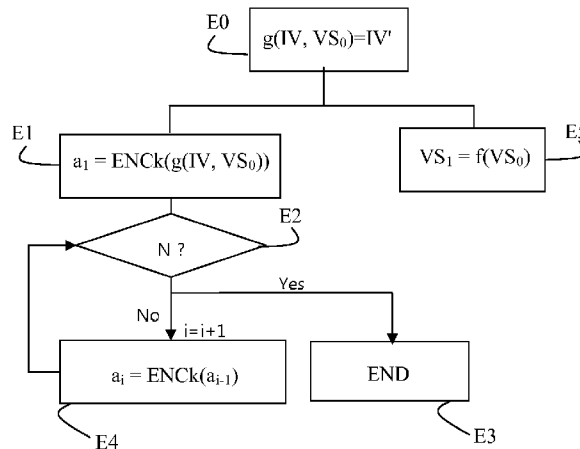 E0
g(IV, VS₀)=IV'
E1
a₁ = ENCk(g(IV, VS₀))
VS₁ = f(VS₀)
E2
N ?
Yes
No
i=i+1
aᵢ = ENCk(aᵢ₋₁)
END
E4
E3